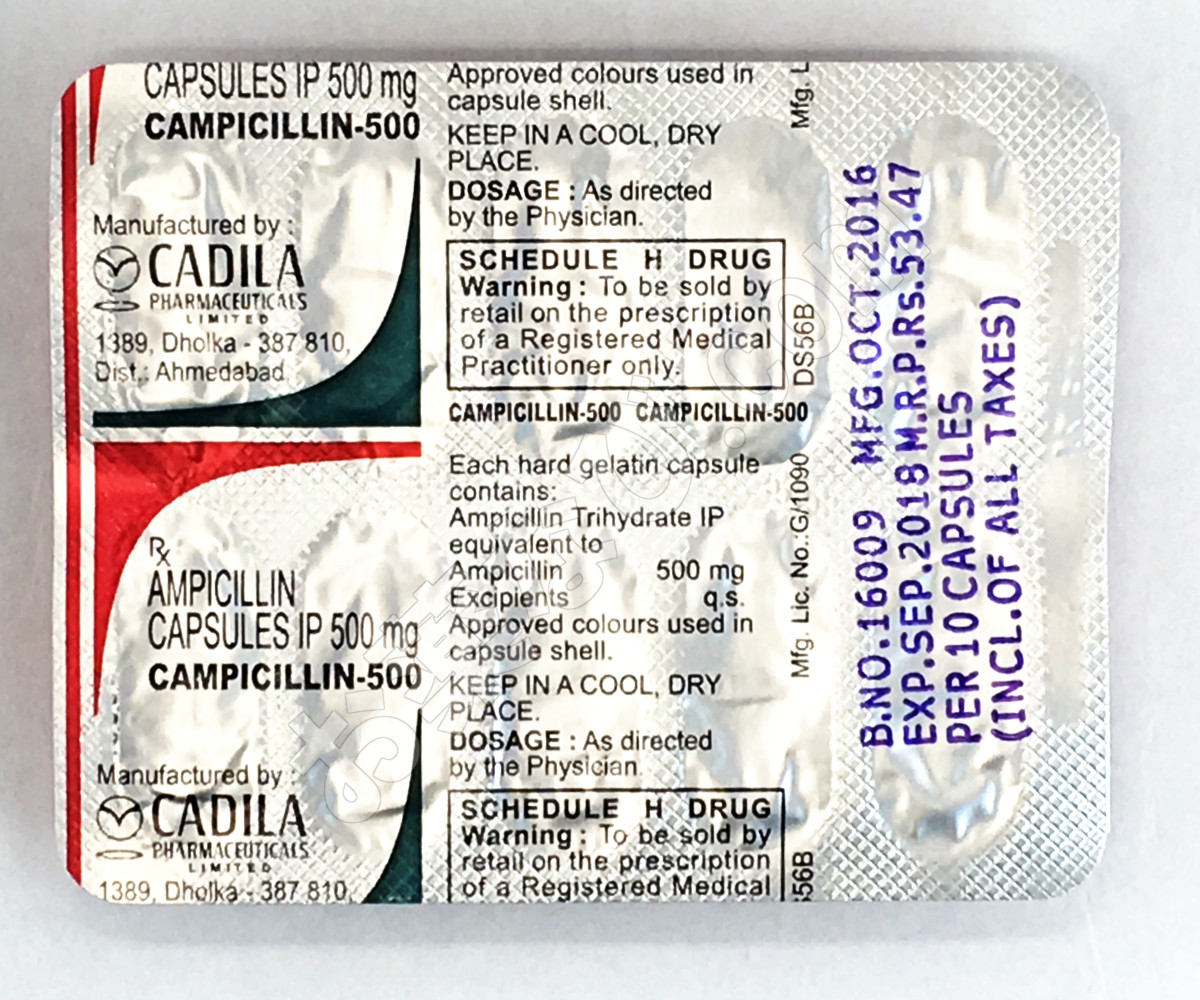 CAPSULES IP 500 mg
CAMPICILLIN-500
Manufactured by :
CADILA
PHARMACEUTICALS
LIMITED
1389, Dholka - 387 810,
Dist.: Ahmedabad
Rx
AMPICILLIN
CAPSULES IP 500 mg
CAMPICILLIN-500
Manufactured by :
CADILA
PHARMACEUTICALS
LIMITED
1389, Dholka - 387 810,
Approved colours used in
capsule shell.
KEEP IN A COOL, DRY
PLACE.
DOSAGE : As directed
by the Physician.
SCHEDULE H DRUG
Warning : To be sold by
retail on the prescription
of a Registered Medical
Practitioner only.
CAMPICILLIN-500 CAMPICILLIN-500
Each hard gelatin capsule
contains:
Ampicillin Trihydrate IP
equivalent to
Ampicillin 500 mg
Excipients q.s.
Approved colours used in
capsule shell.
KEEP IN A COOL, DRY
PLACE.
DOSAGE : As directed
by the Physician.
SCHEDULE H DRUG
Warning : To be sold by
retail on the prescription
of a Registered Medical
Mfg. L
Mfg. Lic. No.:G/1090 DS56B
56B
B.NO.16009 MFG.OCT.2016
EXP.SEP.2018 M.R.P.Rs.53.47
PER 10 CAPSULES
(INCL.OF ALL TAXES)